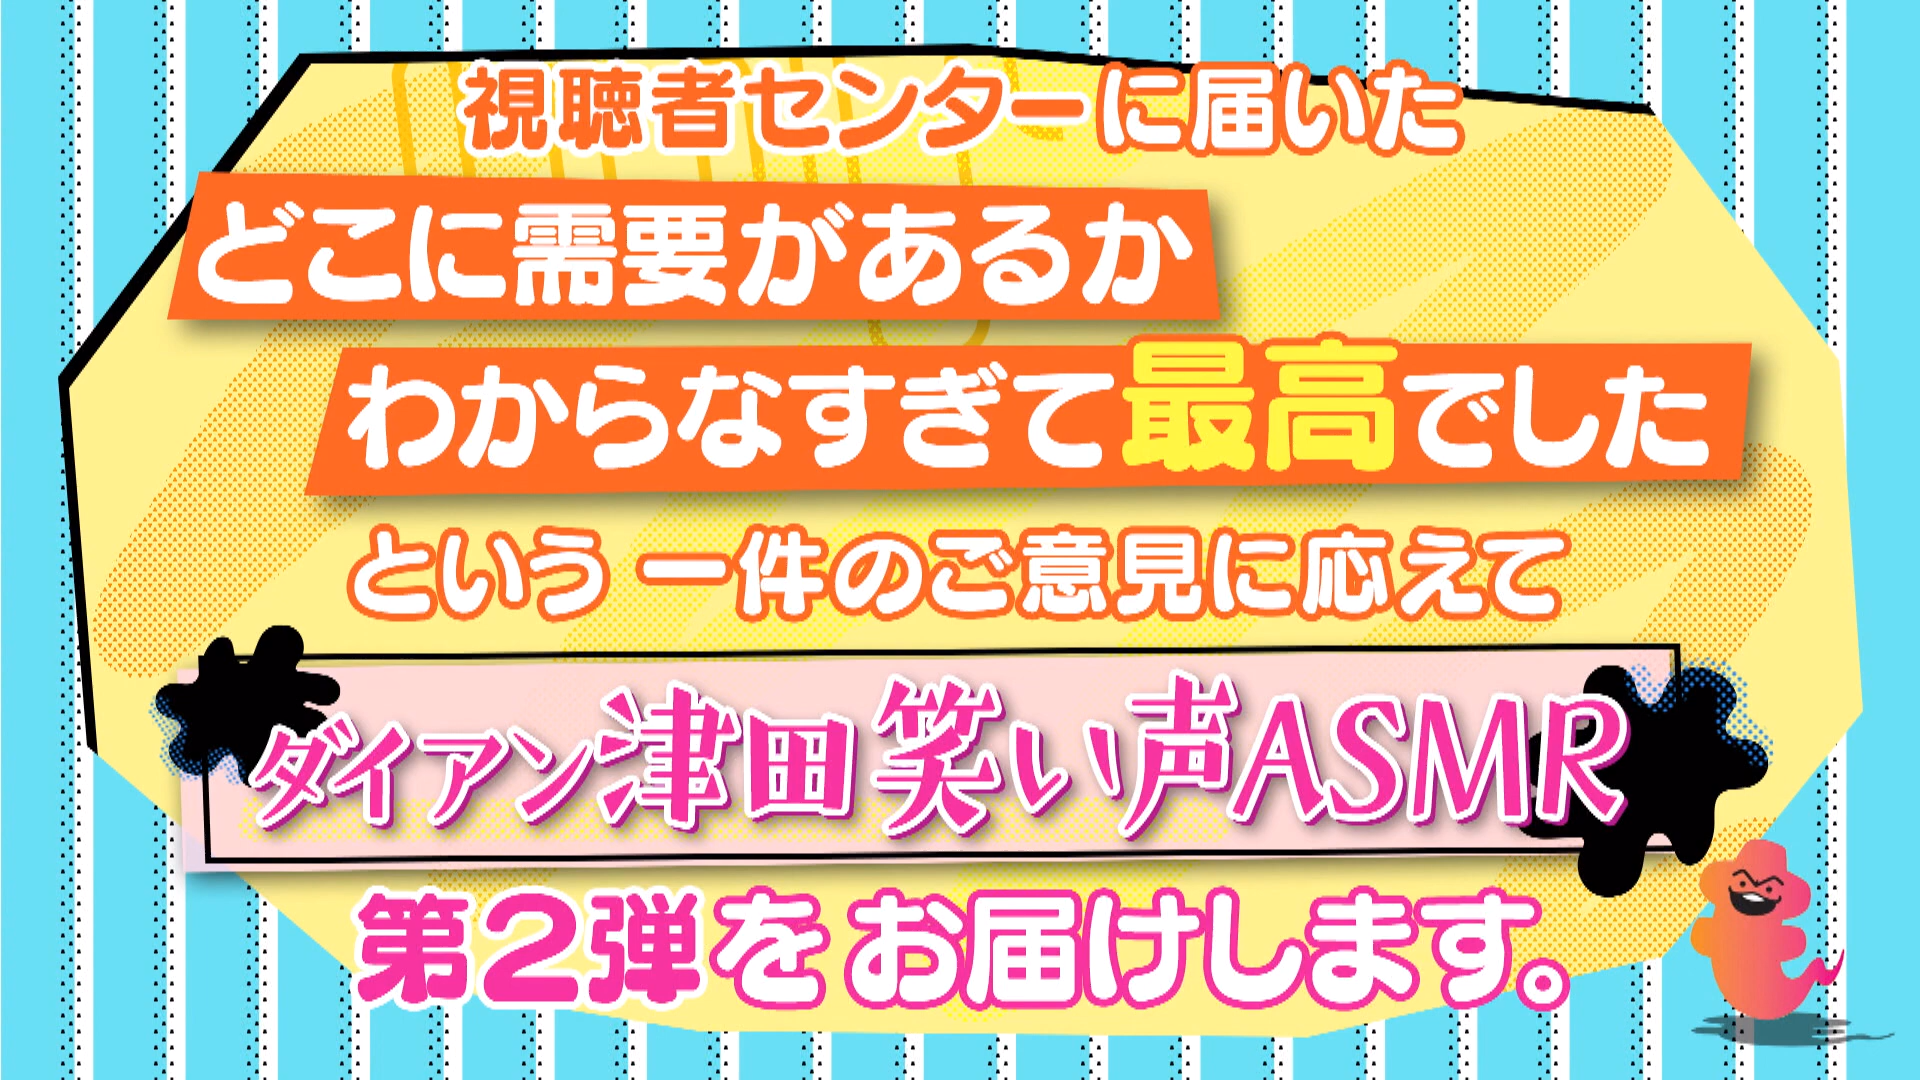 視聴者センターに届いた
どこに需要があるか
わからなすぎて最高でした
という 一件のご意見に応えて
ダイアン津田 笑い声ASMR
第2弾をお届けします。